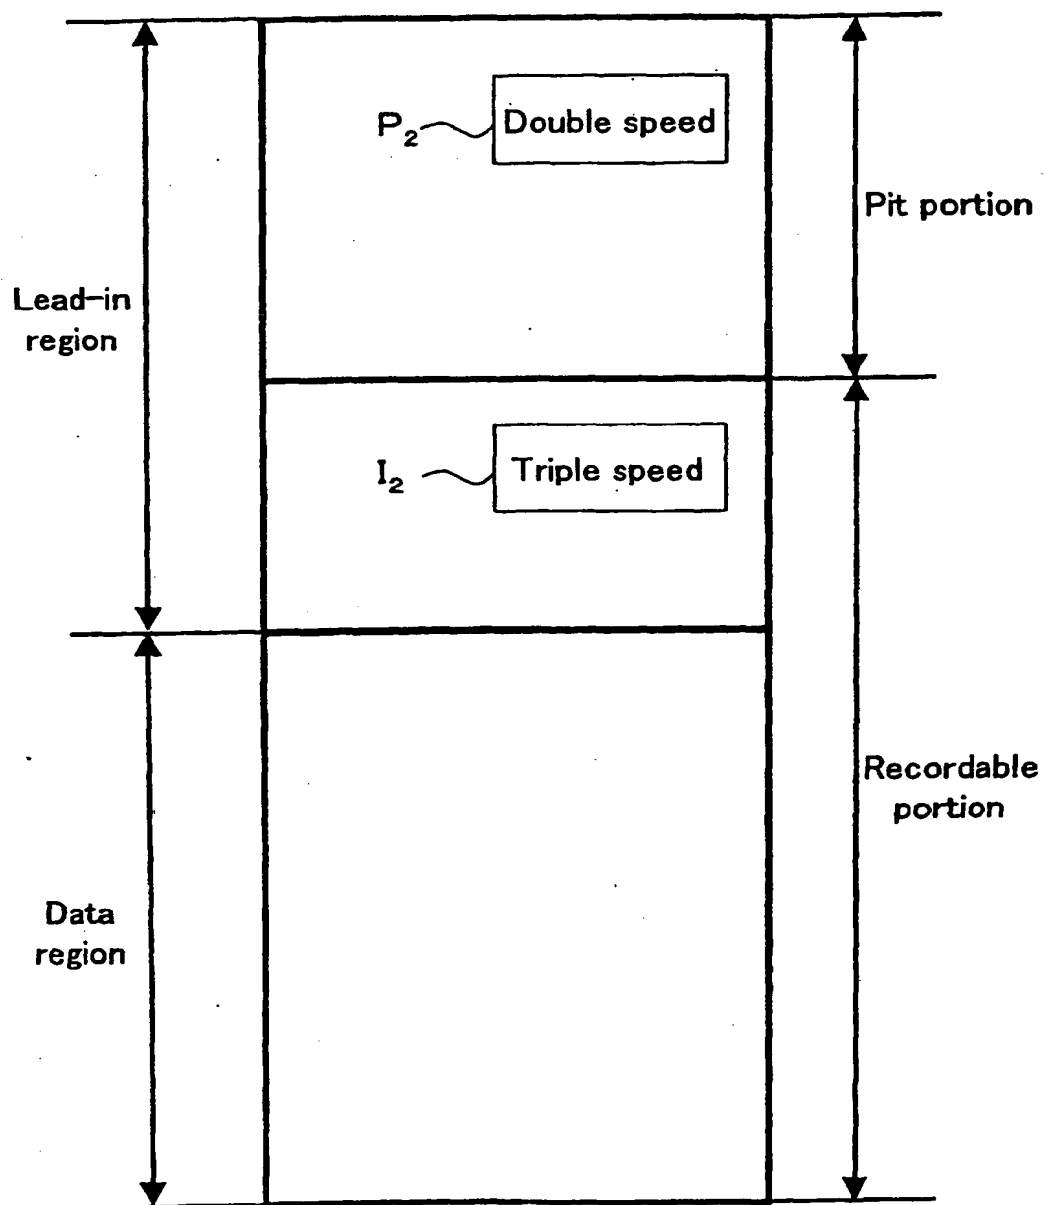 P2
Double speed
Pit portion
Lead-in
region
I2
Triple speed
Recordable
portion
Data
region